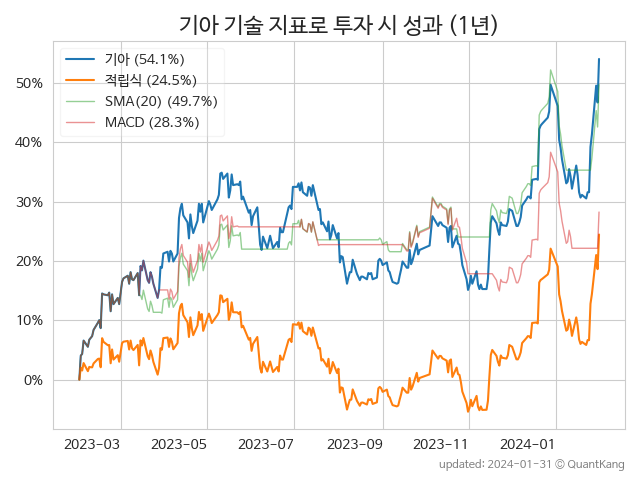 기아 기술 지표로 투자 시 성과 (1년)
기아 (54.1%)
적립식 (24.5%)
SMA(20) (49.7%)
MACD (28.3%)
50%
40%
30%
20%
10%
0%
2023-03 2023-05 2023-07 2023-09 2023-11 2024-01
updated: 2024-01-31 © QuantKang